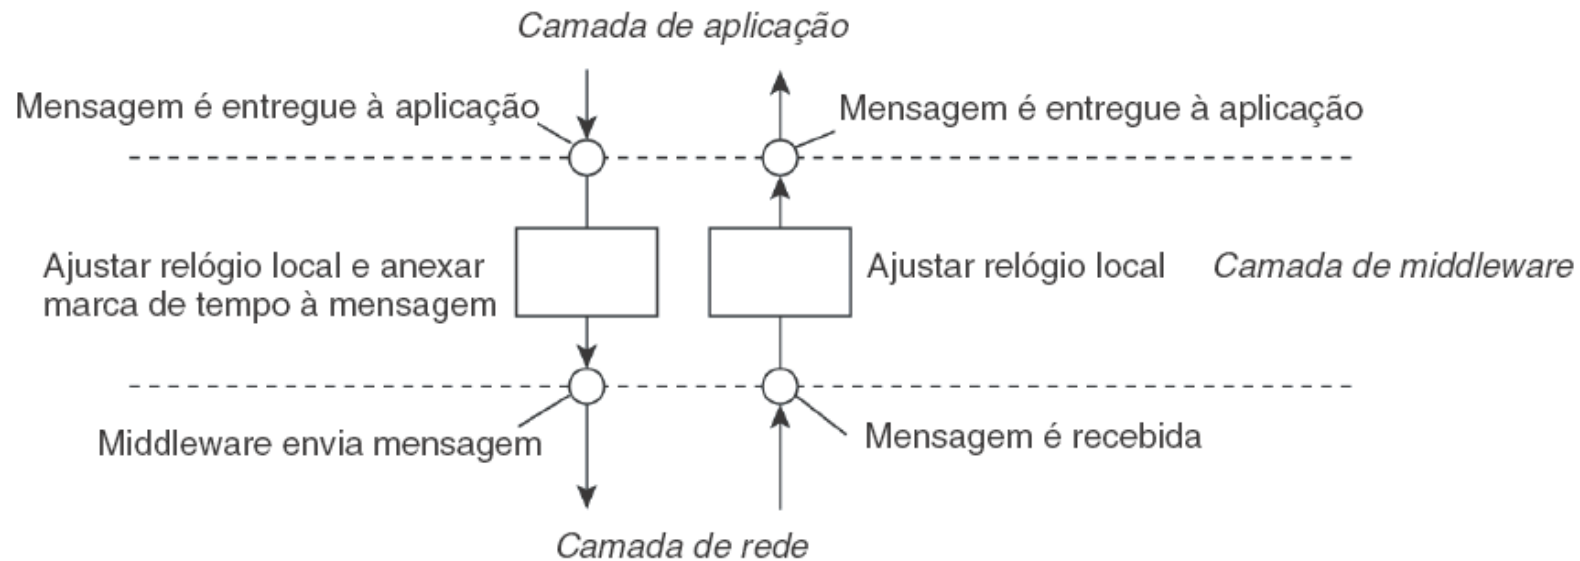 Camada de aplicação
Mensagem é entregue à aplicação
Mensagem é entregue à aplicação
Ajustar relógio local e anexar
marca de tempo à mensagem
Ajustar relógio local
Camada de middleware
Middleware envia mensagem
Mensagem é recebida
Camada de rede